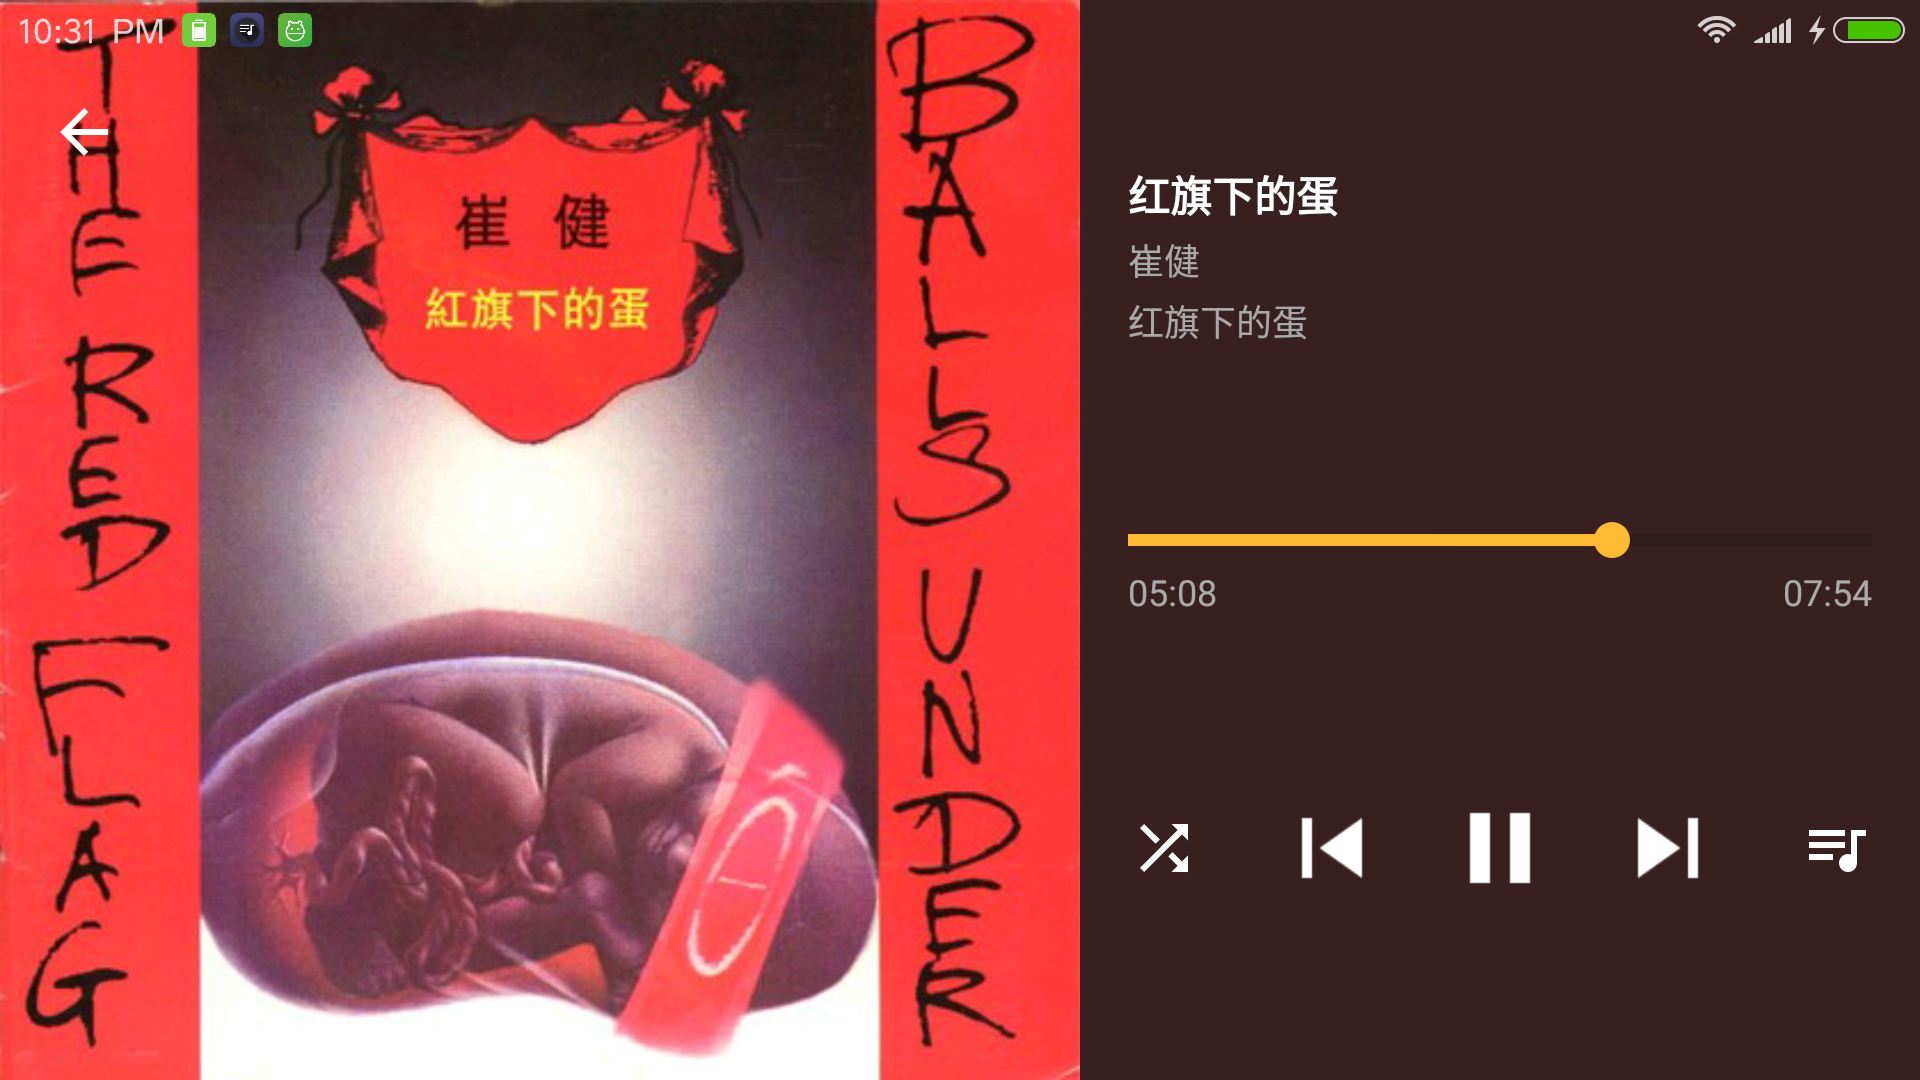 10:31 PM
THE RED FLAG
崔健
紅旗下的蛋
BALLS UNDER
红旗下的蛋
崔健
红旗下的蛋
05:08
07:54